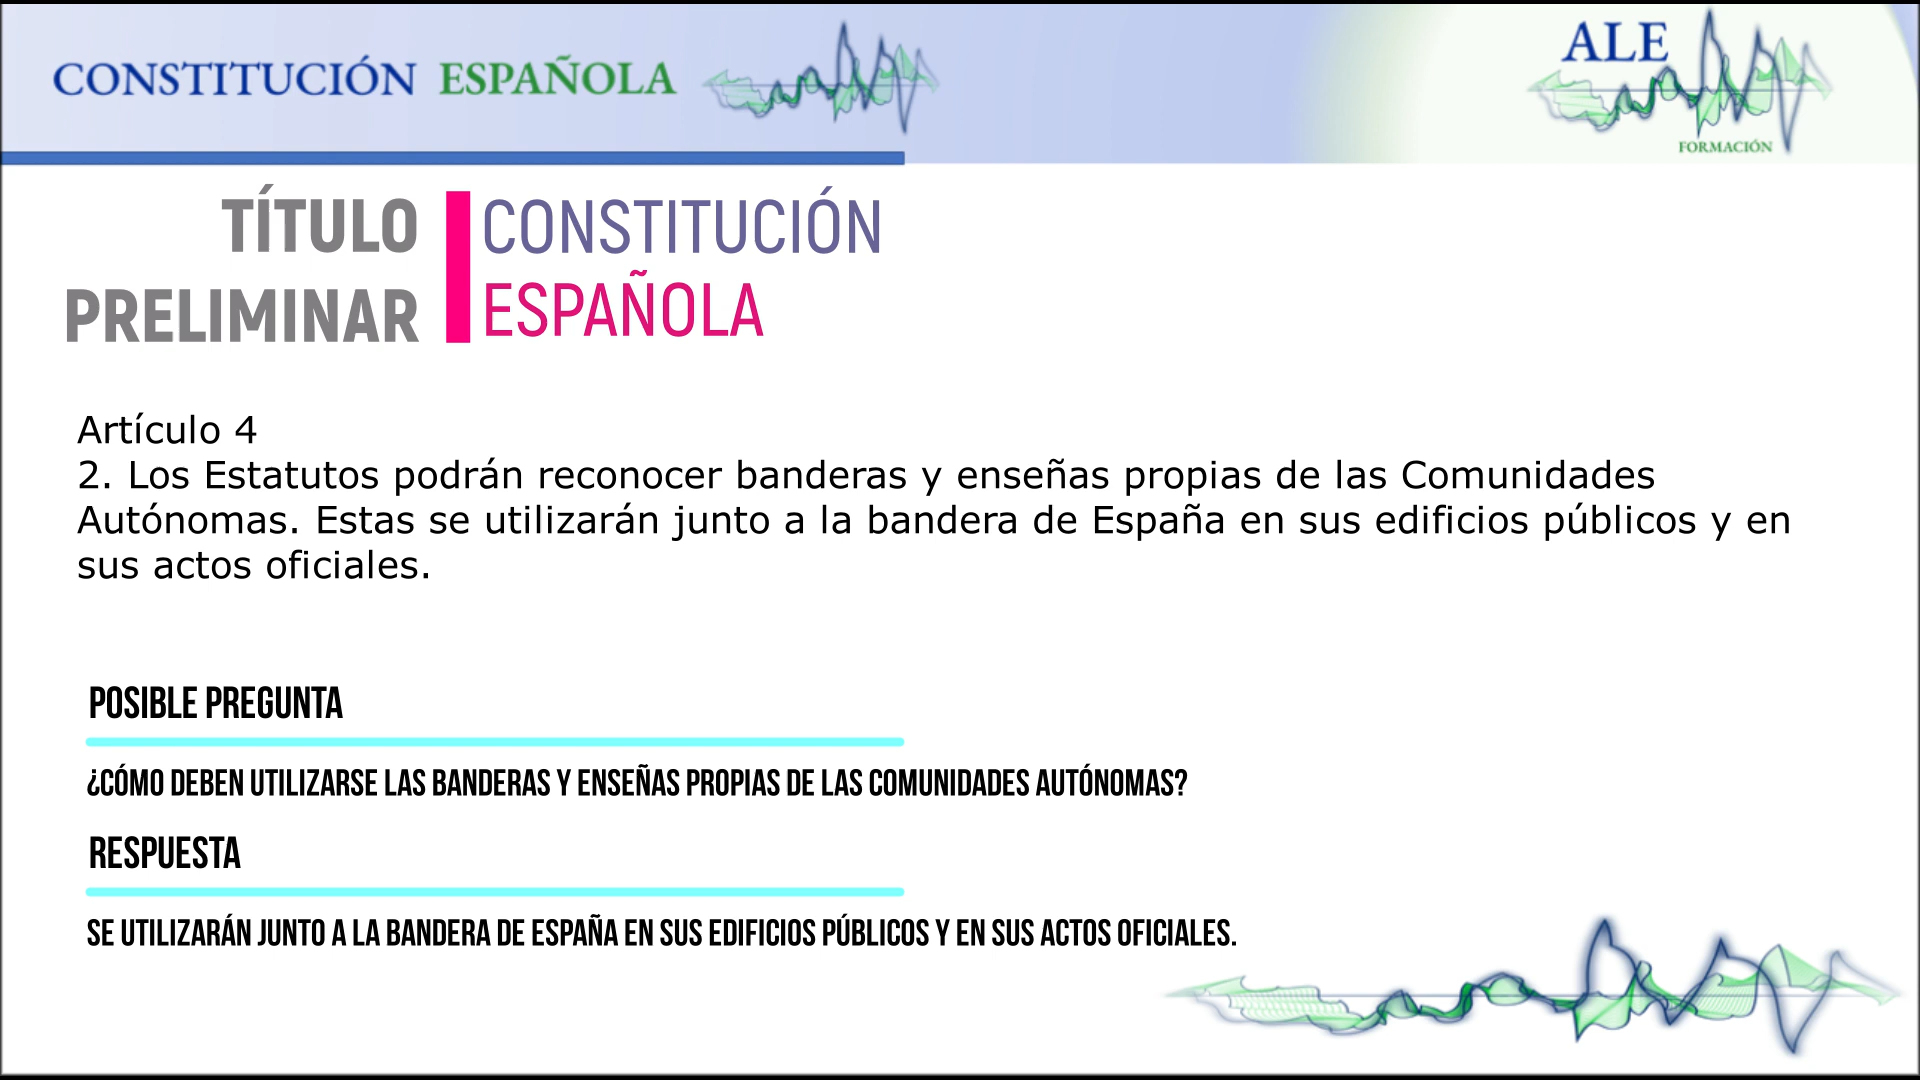 CONSTITUCIÓN ESPAÑOLA
ALE
FORMACIÓN
TÍTULO
PRELIMINAR
CONSTITUCIÓN
ESPAÑOLA
Artículo 4
2. Los Estatutos podrán reconocer banderas y enseñas propias de las Comunidades
Autónomas. Estas se utilizarán junto a la bandera de España en sus edificios públicos y en
sus actos oficiales.
POSIBLE PREGUNTA
¿CÓMO DEBEN UTILIZARSE LAS BANDERAS Y ENSEÑAS PROPIAS DE LAS COMUNIDADES AUTÓNOMAS?
RESPUESTA
SE UTILIZARÁN JUNTO A LA BANDERA DE ESPAÑA EN SUS EDIFICIOS PÚBLICOS Y EN SUS ACTOS OFICIALES.